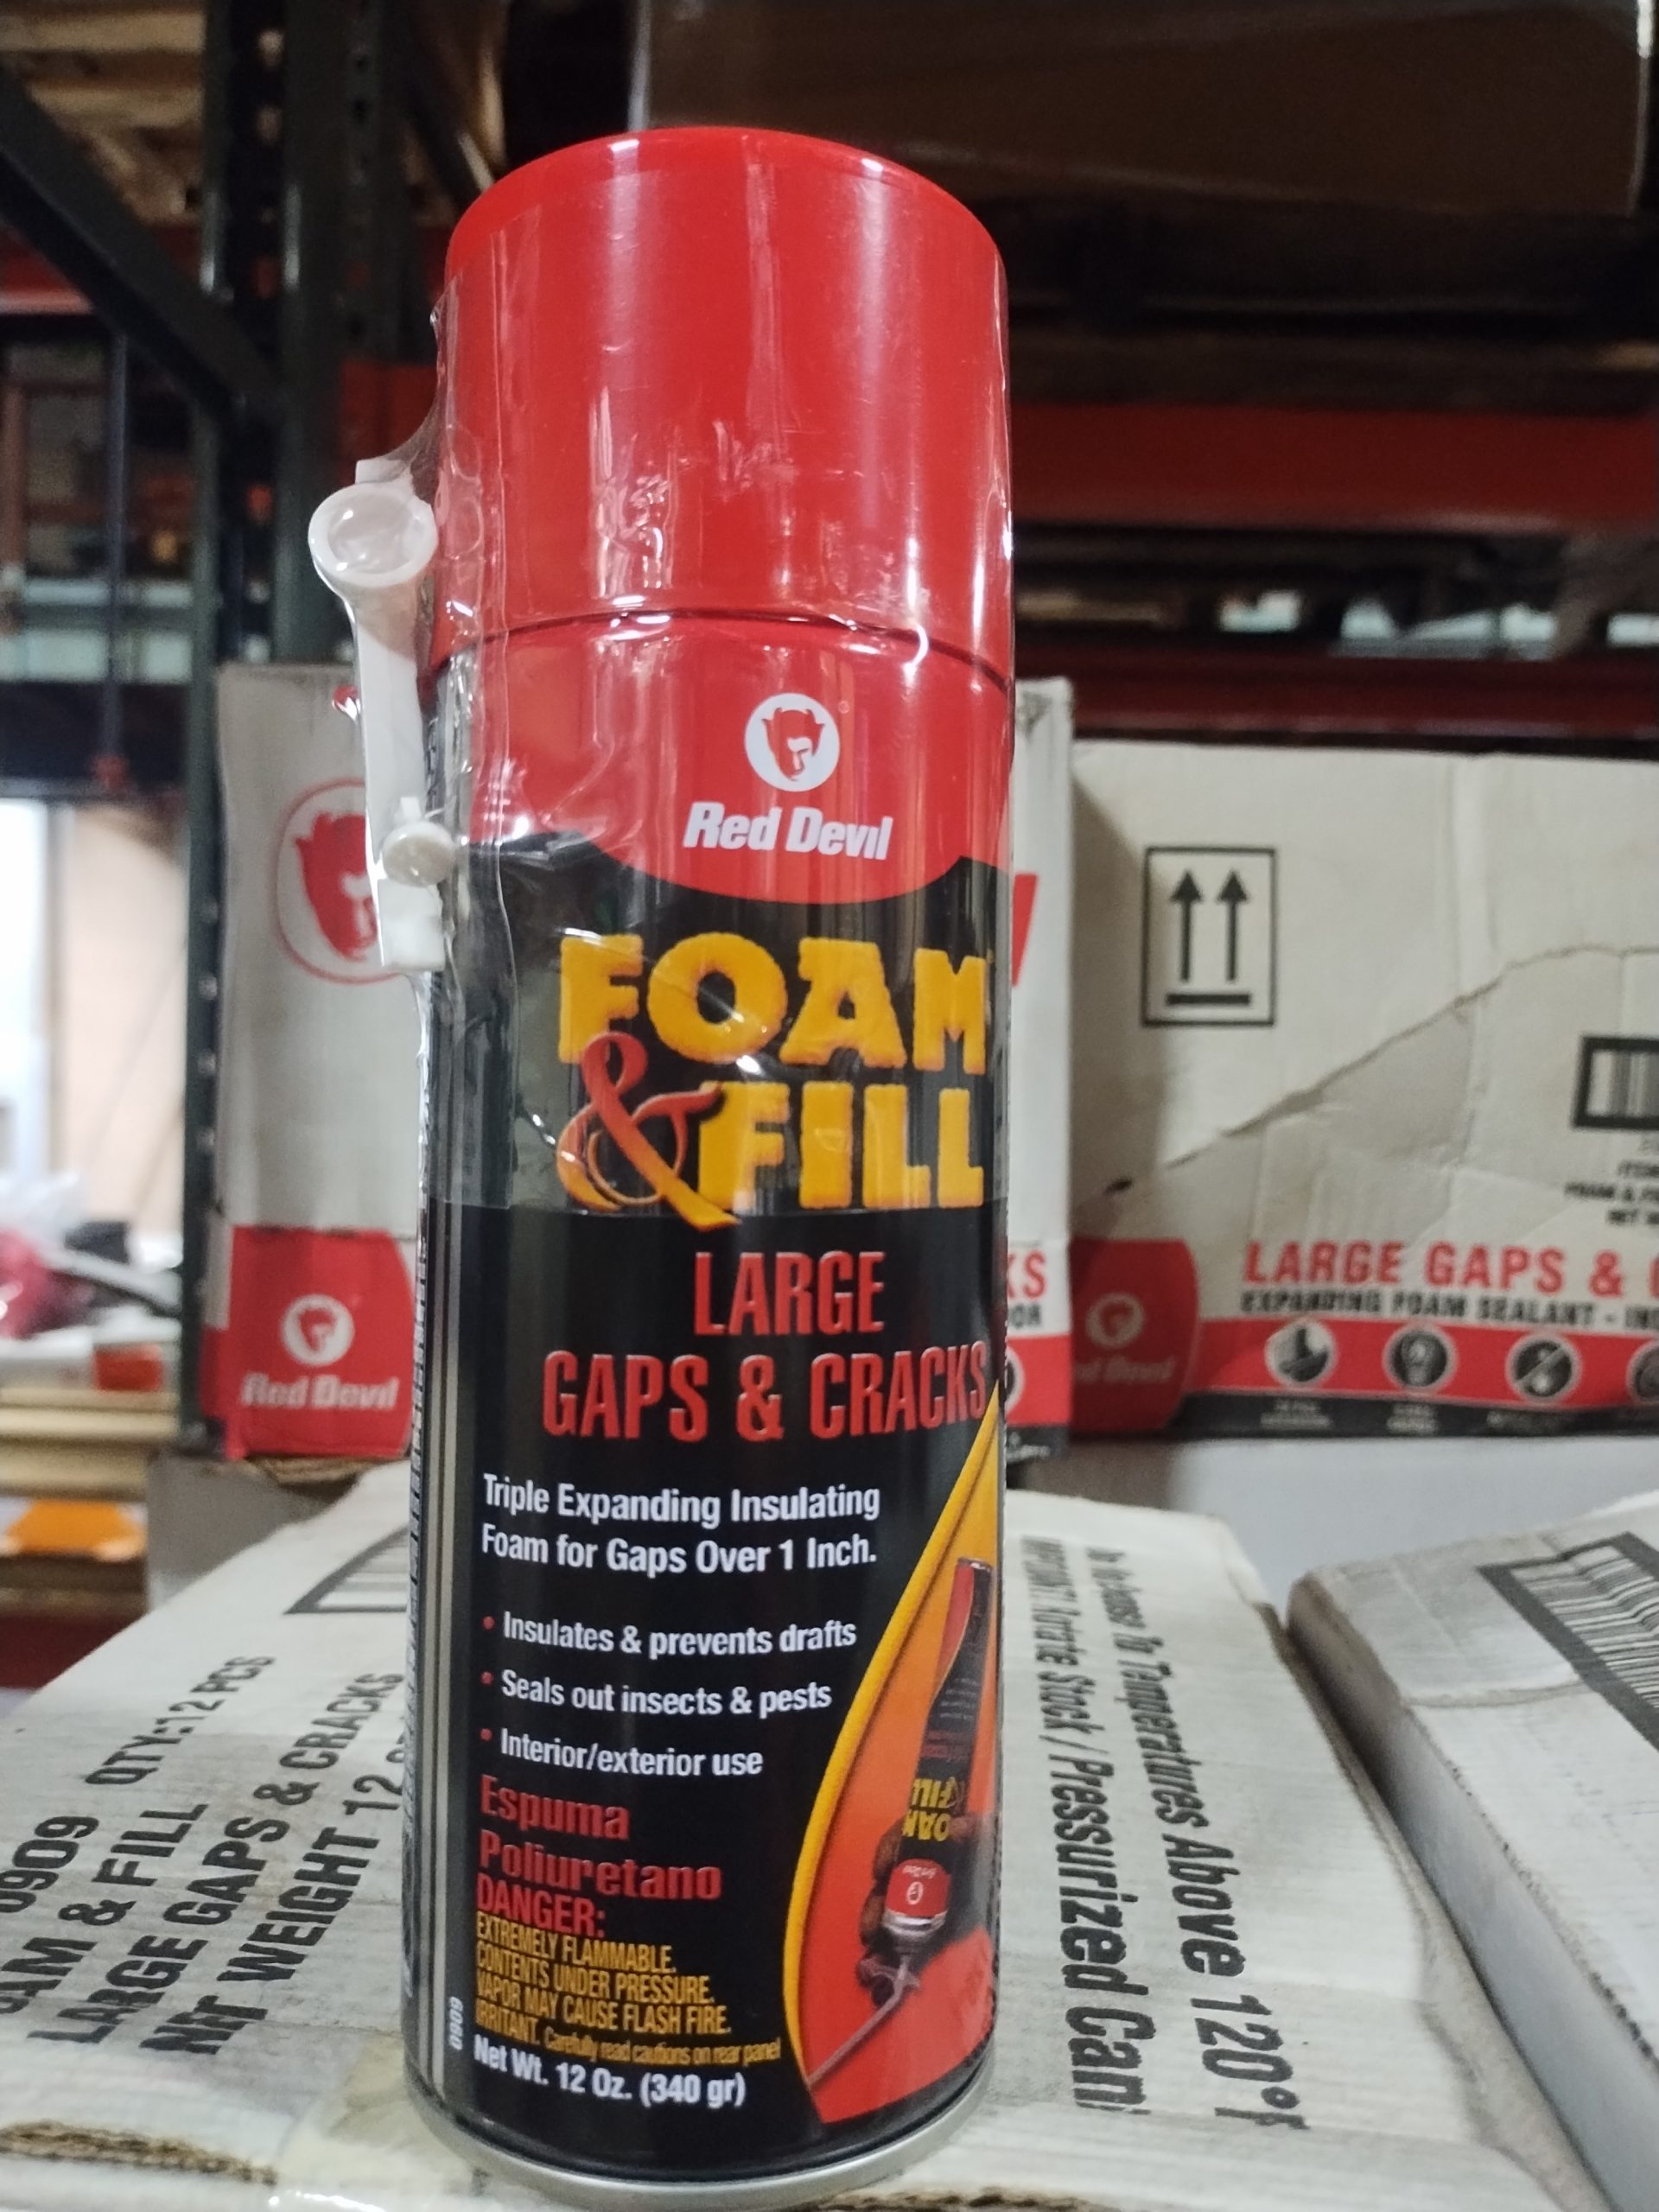 Red Devil
FOAM
& FILL
LARGE
GAPS & CRACKS
Triple Expanding Insulating
Foam for Gaps Over 1 Inch.
• Insulates & prevents drafts
• Seals out insects & pests
• Interior/exterior use
Espuma
Poliuretano
DANGER:
EXTREMELY FLAMMABLE.
CONTENTS UNDER PRESSURE.
VAPOR MAY CAUSE FLASH FIRE.
IRRITANT. Carefully read cautions on rear panel
Net Wt. 12 Oz. (340 gr)
0909
FOAM
& FILL
Red Devil
Red Devil
LARGE GAPS &
EXPANDING FOAM SEALANT -
0909 QTY:12 PCS
& FILL
LARGE GAPS & CRACKS
NET WEIGHT 12
Temperatures Above 120°F
Rotate Stock / Pressurized Can